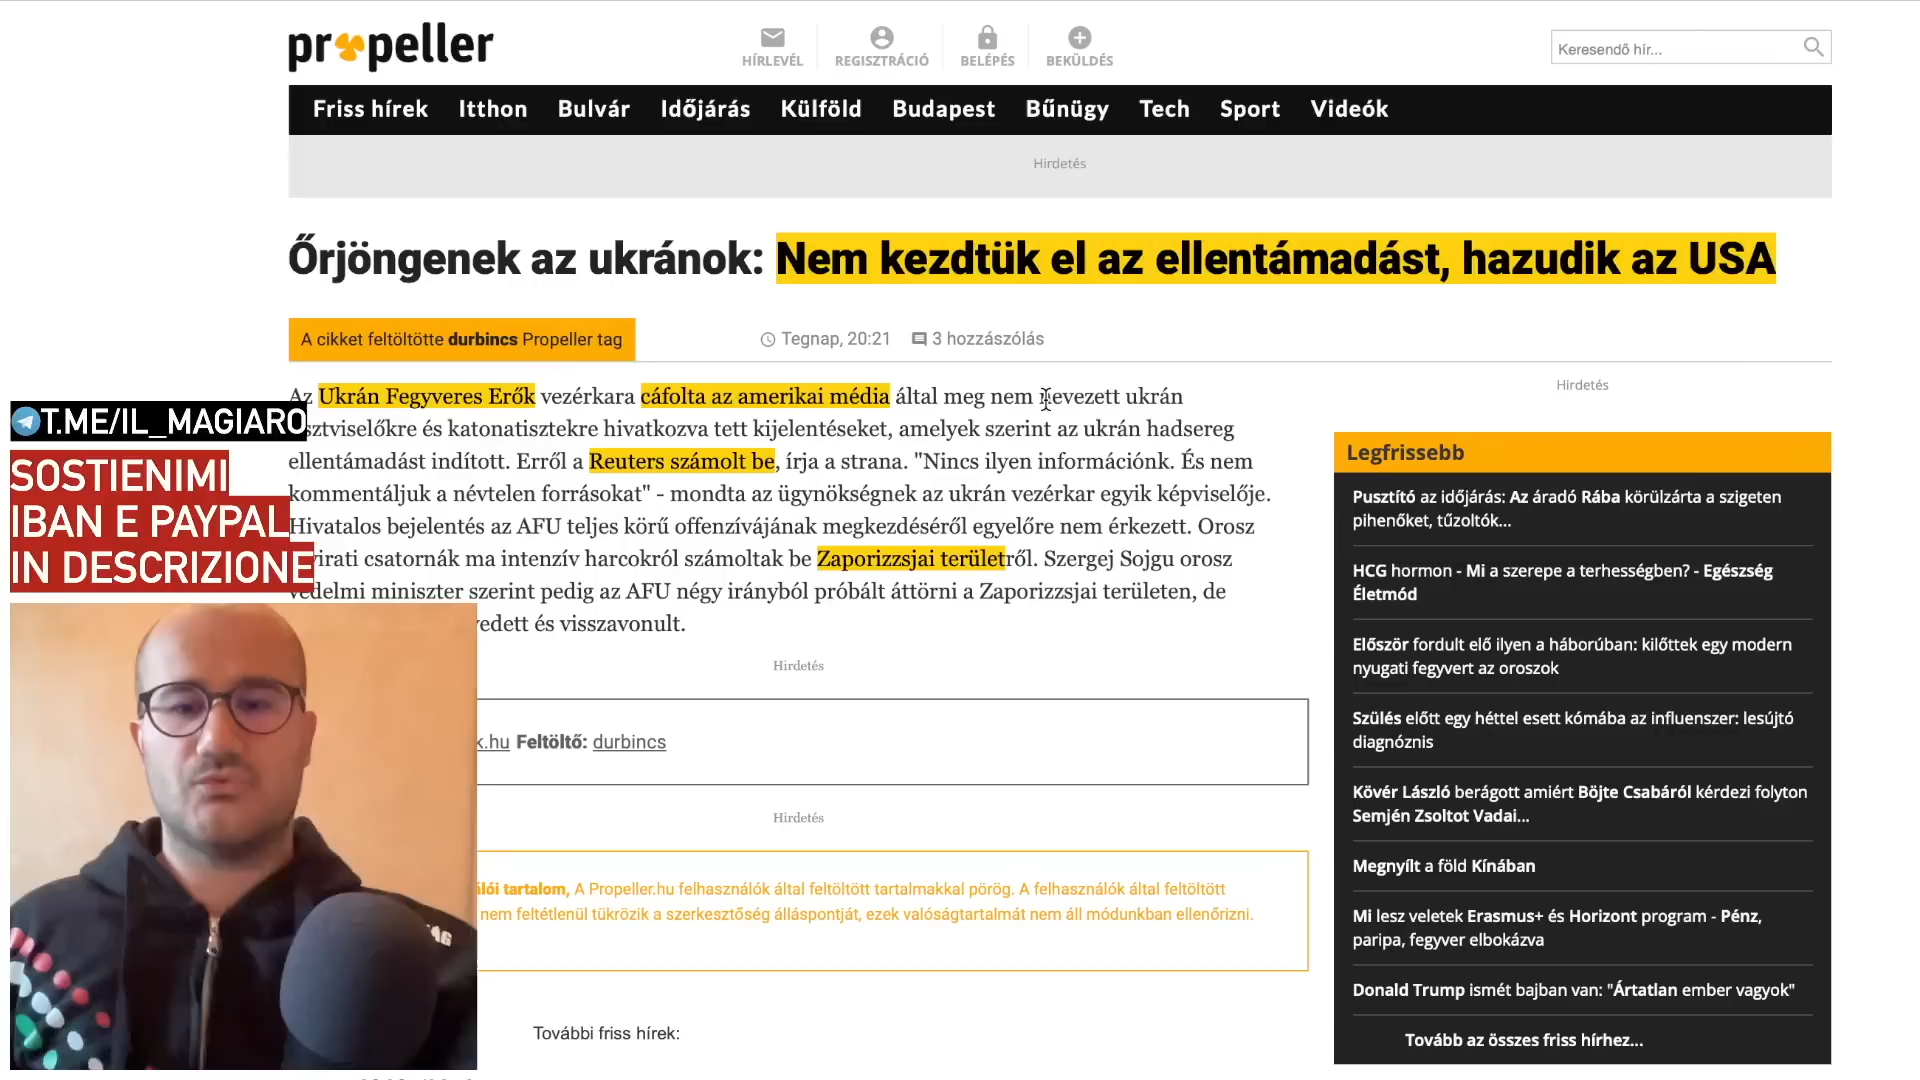 propeller
HÍRLEVÉL
REGISZTRÁCIÓ
BELÉPÉS
BEKÜLDÉS
Keresendő hír...
Friss hírek Itthon Bulvár Időjárás Külföld Budapest Bűnügy Tech Sport Videók
Hirdetés
Őrjöngenek az ukránok: Nem kezdtük el az ellentámadást, hazudik az USA
A cikket feltöltötte durbincs Propeller tag
Tegnap, 20:21
3 hozzászólás
Az Ukrán Fegyveres Erők vezérkara cáfolta az amerikai média által meg nem nevezett ukrán
sztviselőkre és katonatisztekre hivatkozva tett kijelentéseket, amelyek szerint az ukrán hadsereg
ellentámadást indított. Erről a Reuters számolt be, írja a strana. "Nincs ilyen információnk. És nem
kommentáljuk a névtelen forrásokat" - mondta az ügynökségnek az ukrán vezérkar egyik képviselője.
Hivatalos bejelentés az AFU teljes körű offenzívájának megkezdéséről egyelőre nem érkezett. Orosz
virati csatornák ma intenzív harcokról számoltak be Zaporizzsjai területről. Szergej Sojgu orosz
védelmi miniszter szerint pedig az AFU négy irányból próbált áttörni a Zaporizzsjai területen, de
vedett és visszavonult.
T.ME/IL_MAGIARO
SOSTIENIMI
IBAN E PAYPAL
IN DESCRIZIONE
Hirdetés
k.hu Feltöltő: durbincs
Hirdetés
álói tartalom, A Propeller.hu felhasználók által feltöltött tartalmakkal pörög. A felhasználók által feltöltött
nem feltétlenül tükrözik a szerkesztőség álláspontját, ezek valóságtartalmát nem áll módunkban ellenőrizni.
További friss hírek:
Hirdetés
Legfrissebb
Pusztító az időjárás: Az áradó Rába körülzárta a szigeten
pihenőket, tűzoltók...
HCG hormon - Mi a szerepe a terhességben? - Egészség
Életmód
Először fordult elő ilyen a háborúban: kilőttek egy modern
nyugati fegyvert az oroszok
Szülés előtt egy héttel esett kómába az influenszer: lesújtó
diagnóznis
Kövér László berágott amiért Böjte Csabáról kérdezi folyton
Semjén Zsoltot Vadai...
Megnyílt a föld Kínában
Mi lesz veletek Erasmus+ és Horizont program - Pénz,
paripa, fegyver elbokázva
Donald Trump ismét bajban van: "Ártatlan ember vagyok"
Tovább az összes friss hírhez...